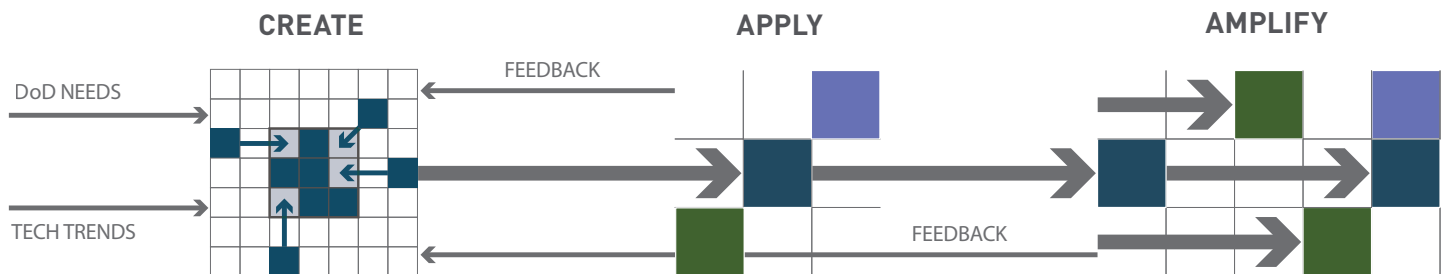 CREATE
APPLY
AMPLIFY
FEEDBACK
DoD NEEDS
TECH TRENDS
FEEDBACK